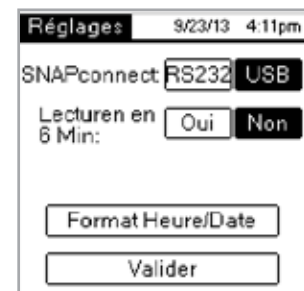 Réglages 9/23/13 4:11pm
SNAPconnect RS232 USB
Lecturen en Oui Non
6 Min:
Format Heure/Date
Valider